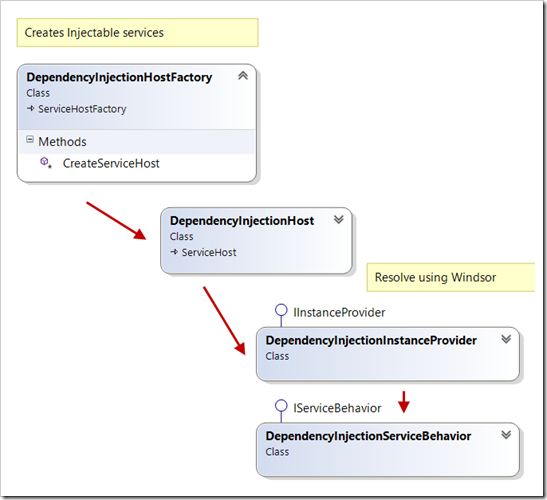 Creates Injectable services
DependencyInjectionHostFactory
Class
ServiceHostFactory
Methods
CreateServiceHost
DependencyInjectionHost
Class
ServiceHost
Resolve using Windsor
IInstanceProvider
DependencyInjectionInstanceProvider
Class
IServiceBehavior
DependencyInjectionServiceBehavior
Class